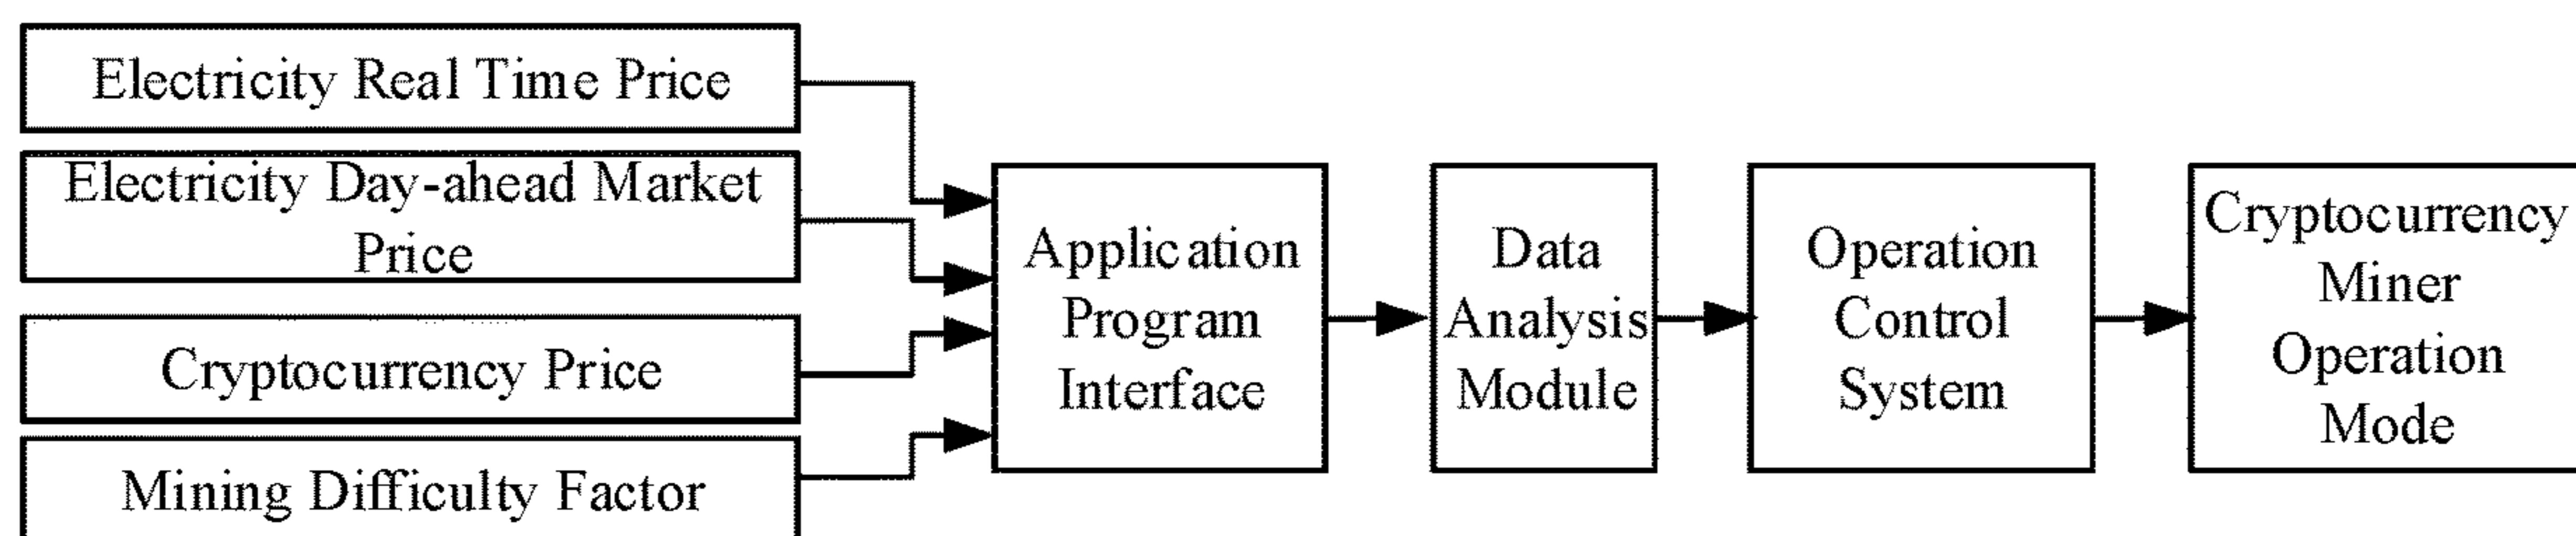 Electricity Real Time Price
Electricity Day-ahead Market
Price
Cryptocurrency Price
Mining Difficulty Factor
Application
Program
Interface
Data
Analysis
Module
Operation
Control
System
Cryptocurrency
Miner
Operation
Mode